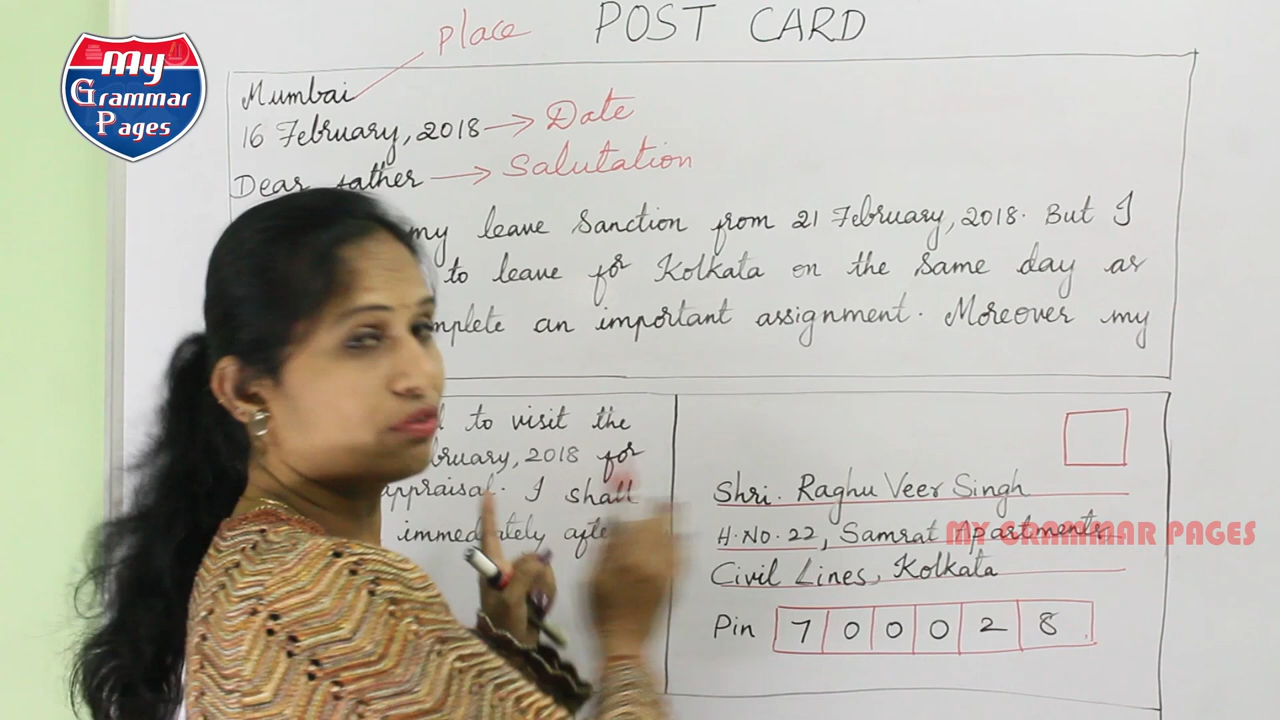 My
Grammar
Pages
POST CARD
Place
Mumbai
16 February, 2018 → Date
Dear father → Salutation
my leave Sanction from 21 February, 2018. But I
to leave for Kolkata on the same day as
an important assignment. Moreover my
to visit the
2018 for
appraisal. I shall
immediately after
Shri. Raghu Veer Singh
H.No. 22, Samrat Apartments
Civil Lines, Kolkata
Pin 7 0 0 0 2 8
MY GRAMMAR PAGES